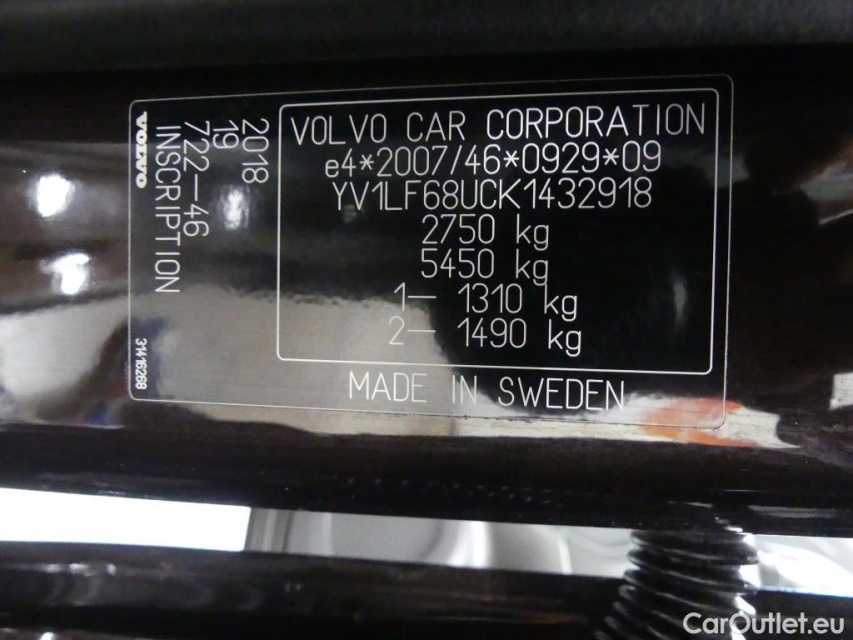 VOLVO
INSCRIPTION
722-46
19
2018
31416268
VOLVO CAR CORPORATION
e4*2007/46*0929*09
YV1LF68UCK1432918
2750 kg
5450 kg
1- 1310 kg
2- 1490 kg
MADE IN SWEDEN
CarOutlet.eu